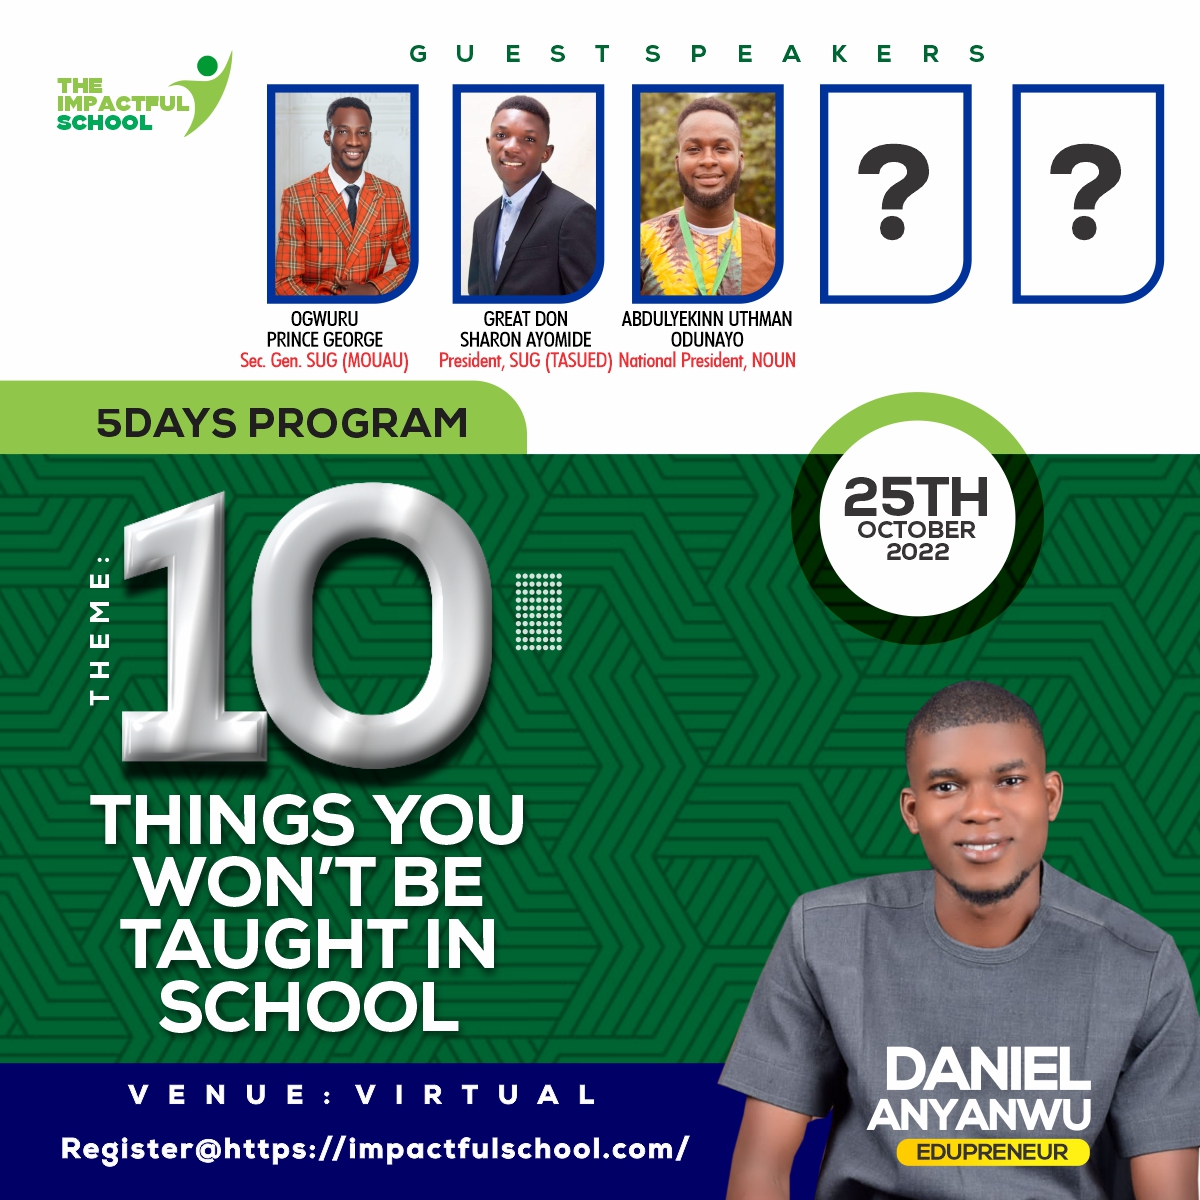 GUEST SPEAKERS
THE
IMPACTFUL
SCHOOL
?
?
OGWURU
PRINCE GEORGE
Sec. Gen. SUG (MOUAU)
GREAT DON
SHARON AYOMIDE
President, SUG (TASUED)
ABDULYEKINN UTHMAN
ODUNAYO
National President, NOUN
5DAYS PROGRAM
25TH
OCTOBER
2022
THEME:
10
THINGS YOU
WON'T BE
TAUGHT IN
SCHOOL
DANIEL
ANYANWU
EDUPRENEUR
VENUE: VIRTUAL
Register@https://impactfulschool.com/